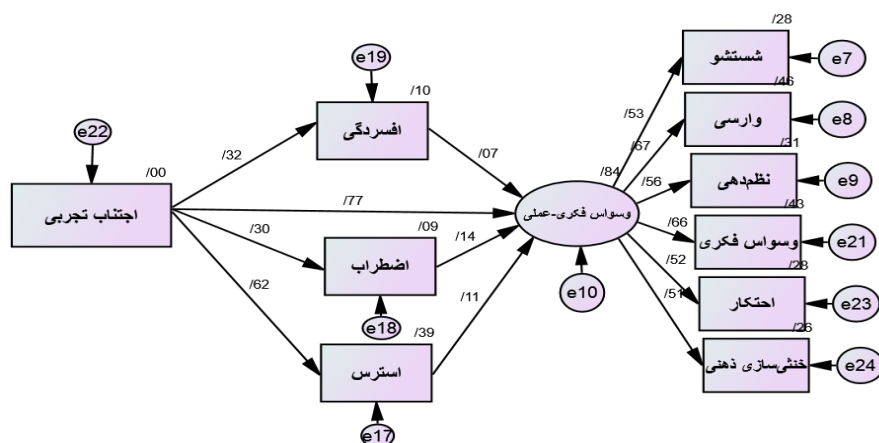 /28
e19
شستشو
e7
/10
/46
/53
وارسی
e8
افسردگی
e22
/67
/31
/32
/07
/00
/84
/56
نظم‌دهی
e9
/77
/43
اجتناب تجربی
وسواس فکری-عملی
/66
وسواس فکری
e21
/30
/09
/14
/28
/52
اضطراب
/62
/11
احتکار
e23
/51
e10
e18
/26
/39
خنثی‌سازی ذهنی
e24
استرس
e17